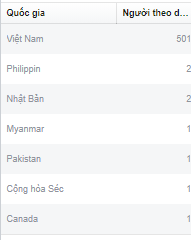 Quốc gia Người theo d...
Việt Nam 501
Philippin 2
Nhật Bản 2
Myanmar 1
Pakistan 1
Cộng hòa Séc 1
Canada 1